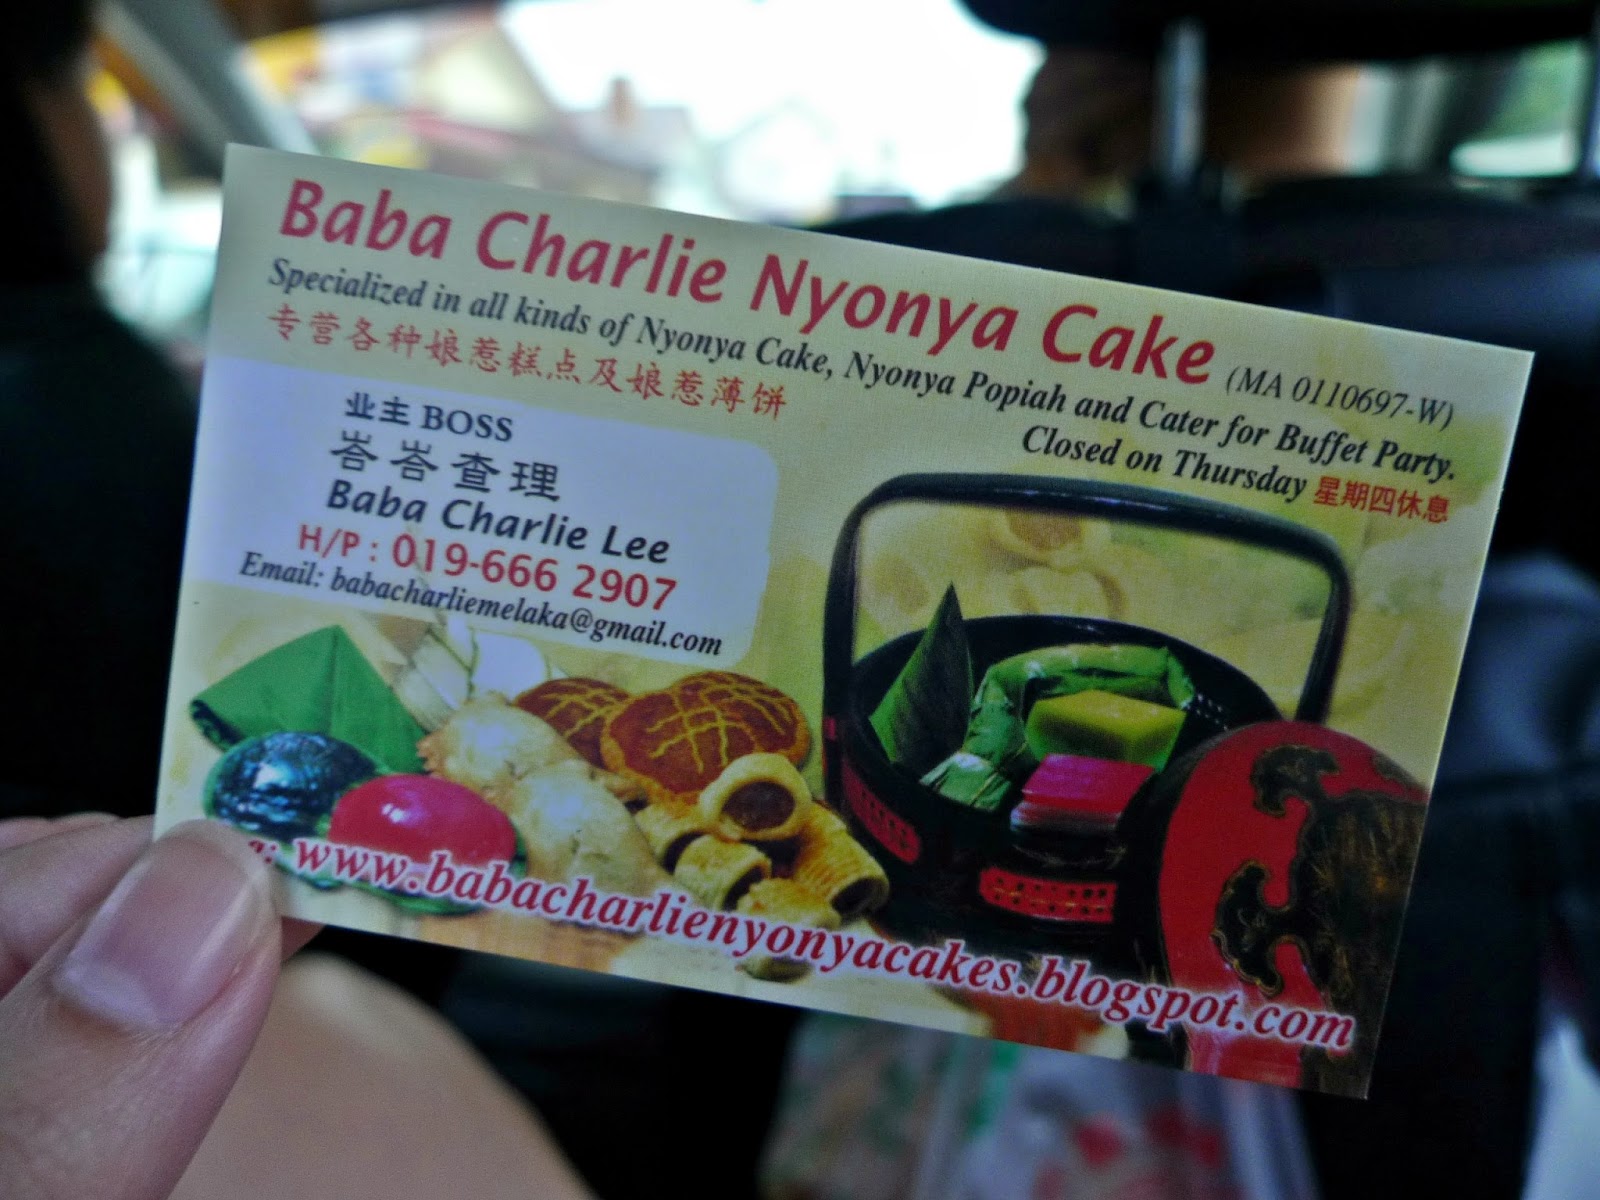 Baba Charlie Nyonya Cake (MA 0110697-W)
Specialized in all kinds of Nyonya Cake, Nyonya Popiah and Cater for Buffet Party.
专营各种娘惹糕点及娘惹薄饼
Closed on Thursday 星期四休息
业主 BOSS
峇峇查理
Baba Charlie Lee
H/P : 019-666 2907
Email: babacharliemelaka@gmail.com
www.babacharlienyonyacakes.blogspot.com